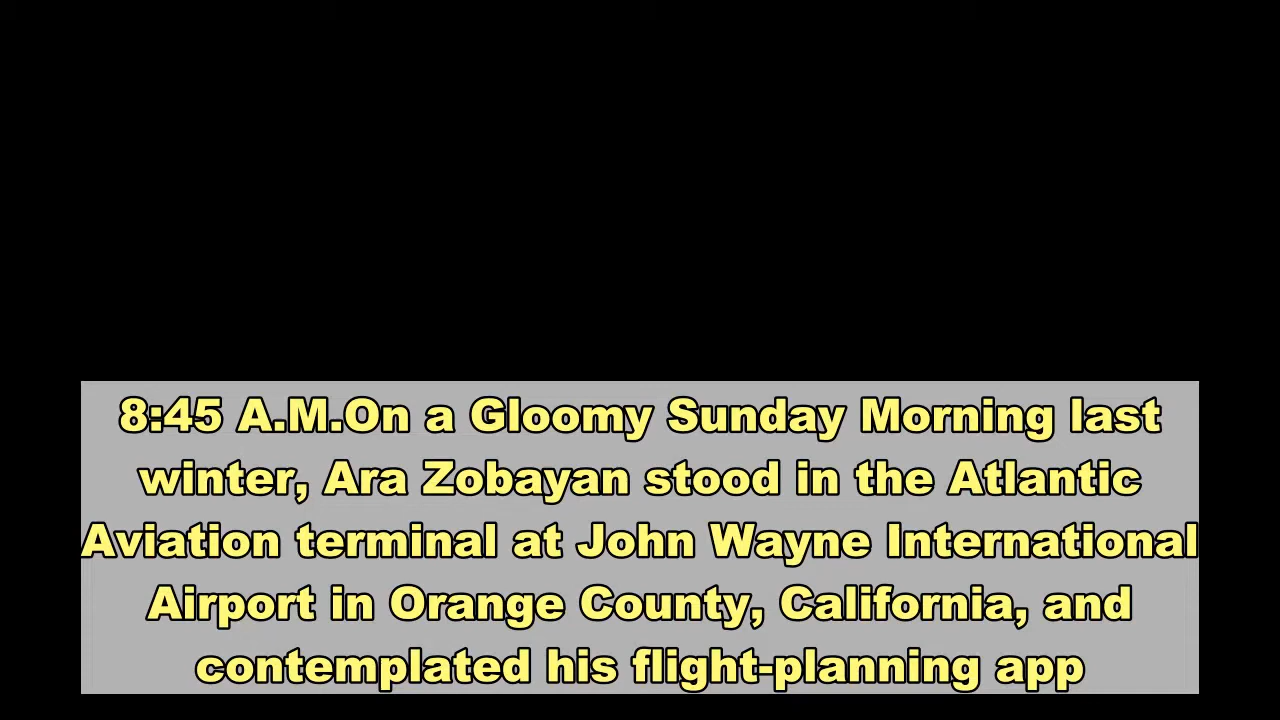 8:45 A.M.On a Gloomy Sunday Morning last
winter, Ara Zobayan stood in the Atlantic
Aviation terminal at John Wayne International
Airport in Orange County, California, and
contemplated his flight-planning app